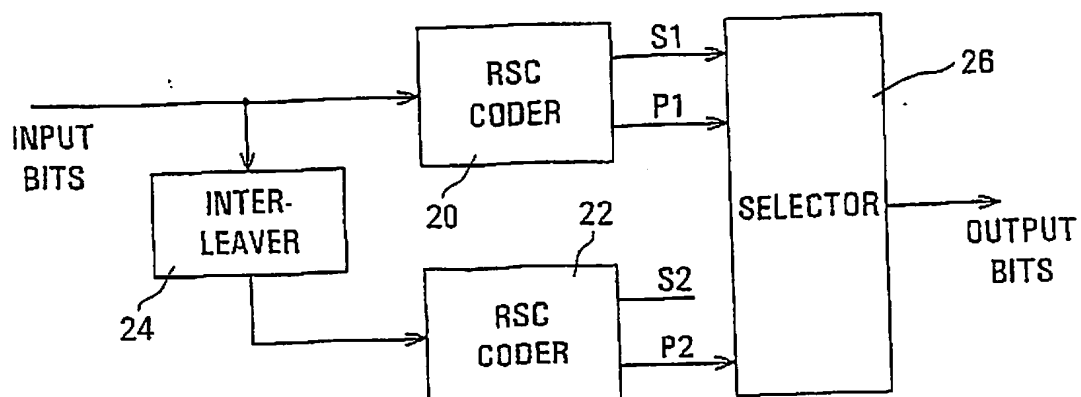 INPUT
BITS
INTER-
LEAVER
24
RSC
CODER
20
S1
P1
22
RSC
CODER
S2
P2
26
SELECTOR
OUTPUT
BITS